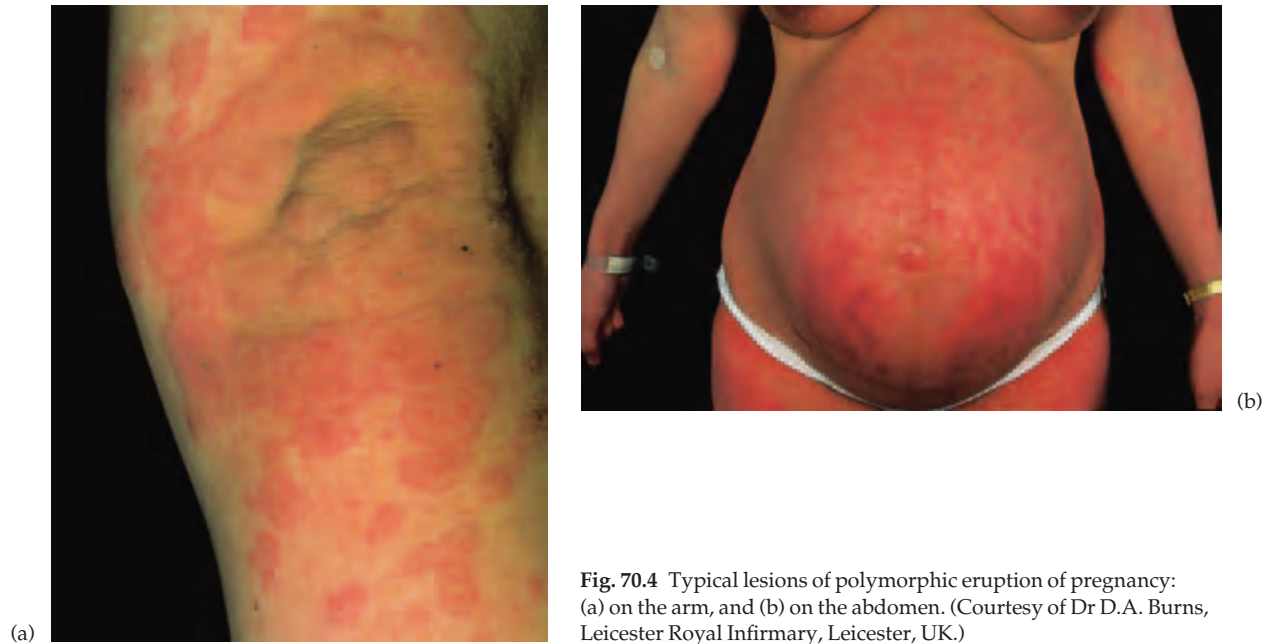 (a)
(b)
Fig. 70.4 Typical lesions of polymorphic eruption of pregnancy:
(a) on the arm, and (b) on the abdomen. (Courtesy of Dr D.A. Burns,
Leicester Royal Infirmary, Leicester, UK.)